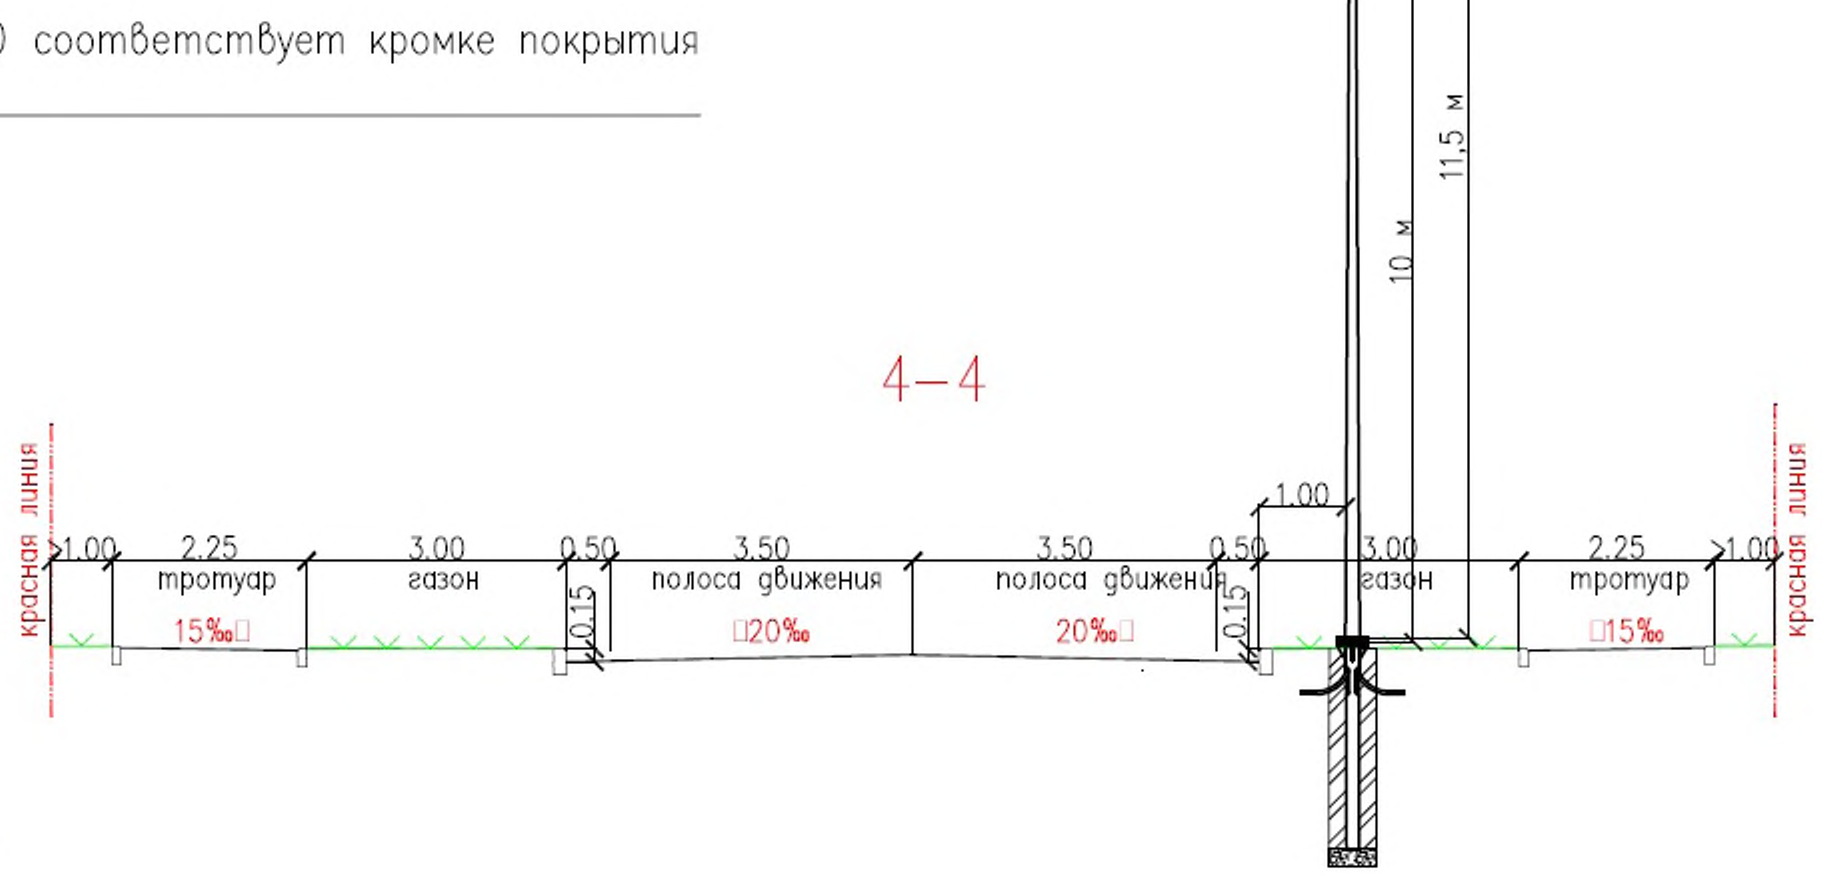 ) соответствует кромке покрытия
11,5 м
10 м
4-4
1.00
красная линия
>1.00 2.25 3.00 0.50 3.50 3.50 0.50 3.00 2.25 >1.00
тротуар газон полоса движения полоса движения газон тротуар
0.15 0.15
15‰□ □20‰ 20‰□ □15‰
красная линия